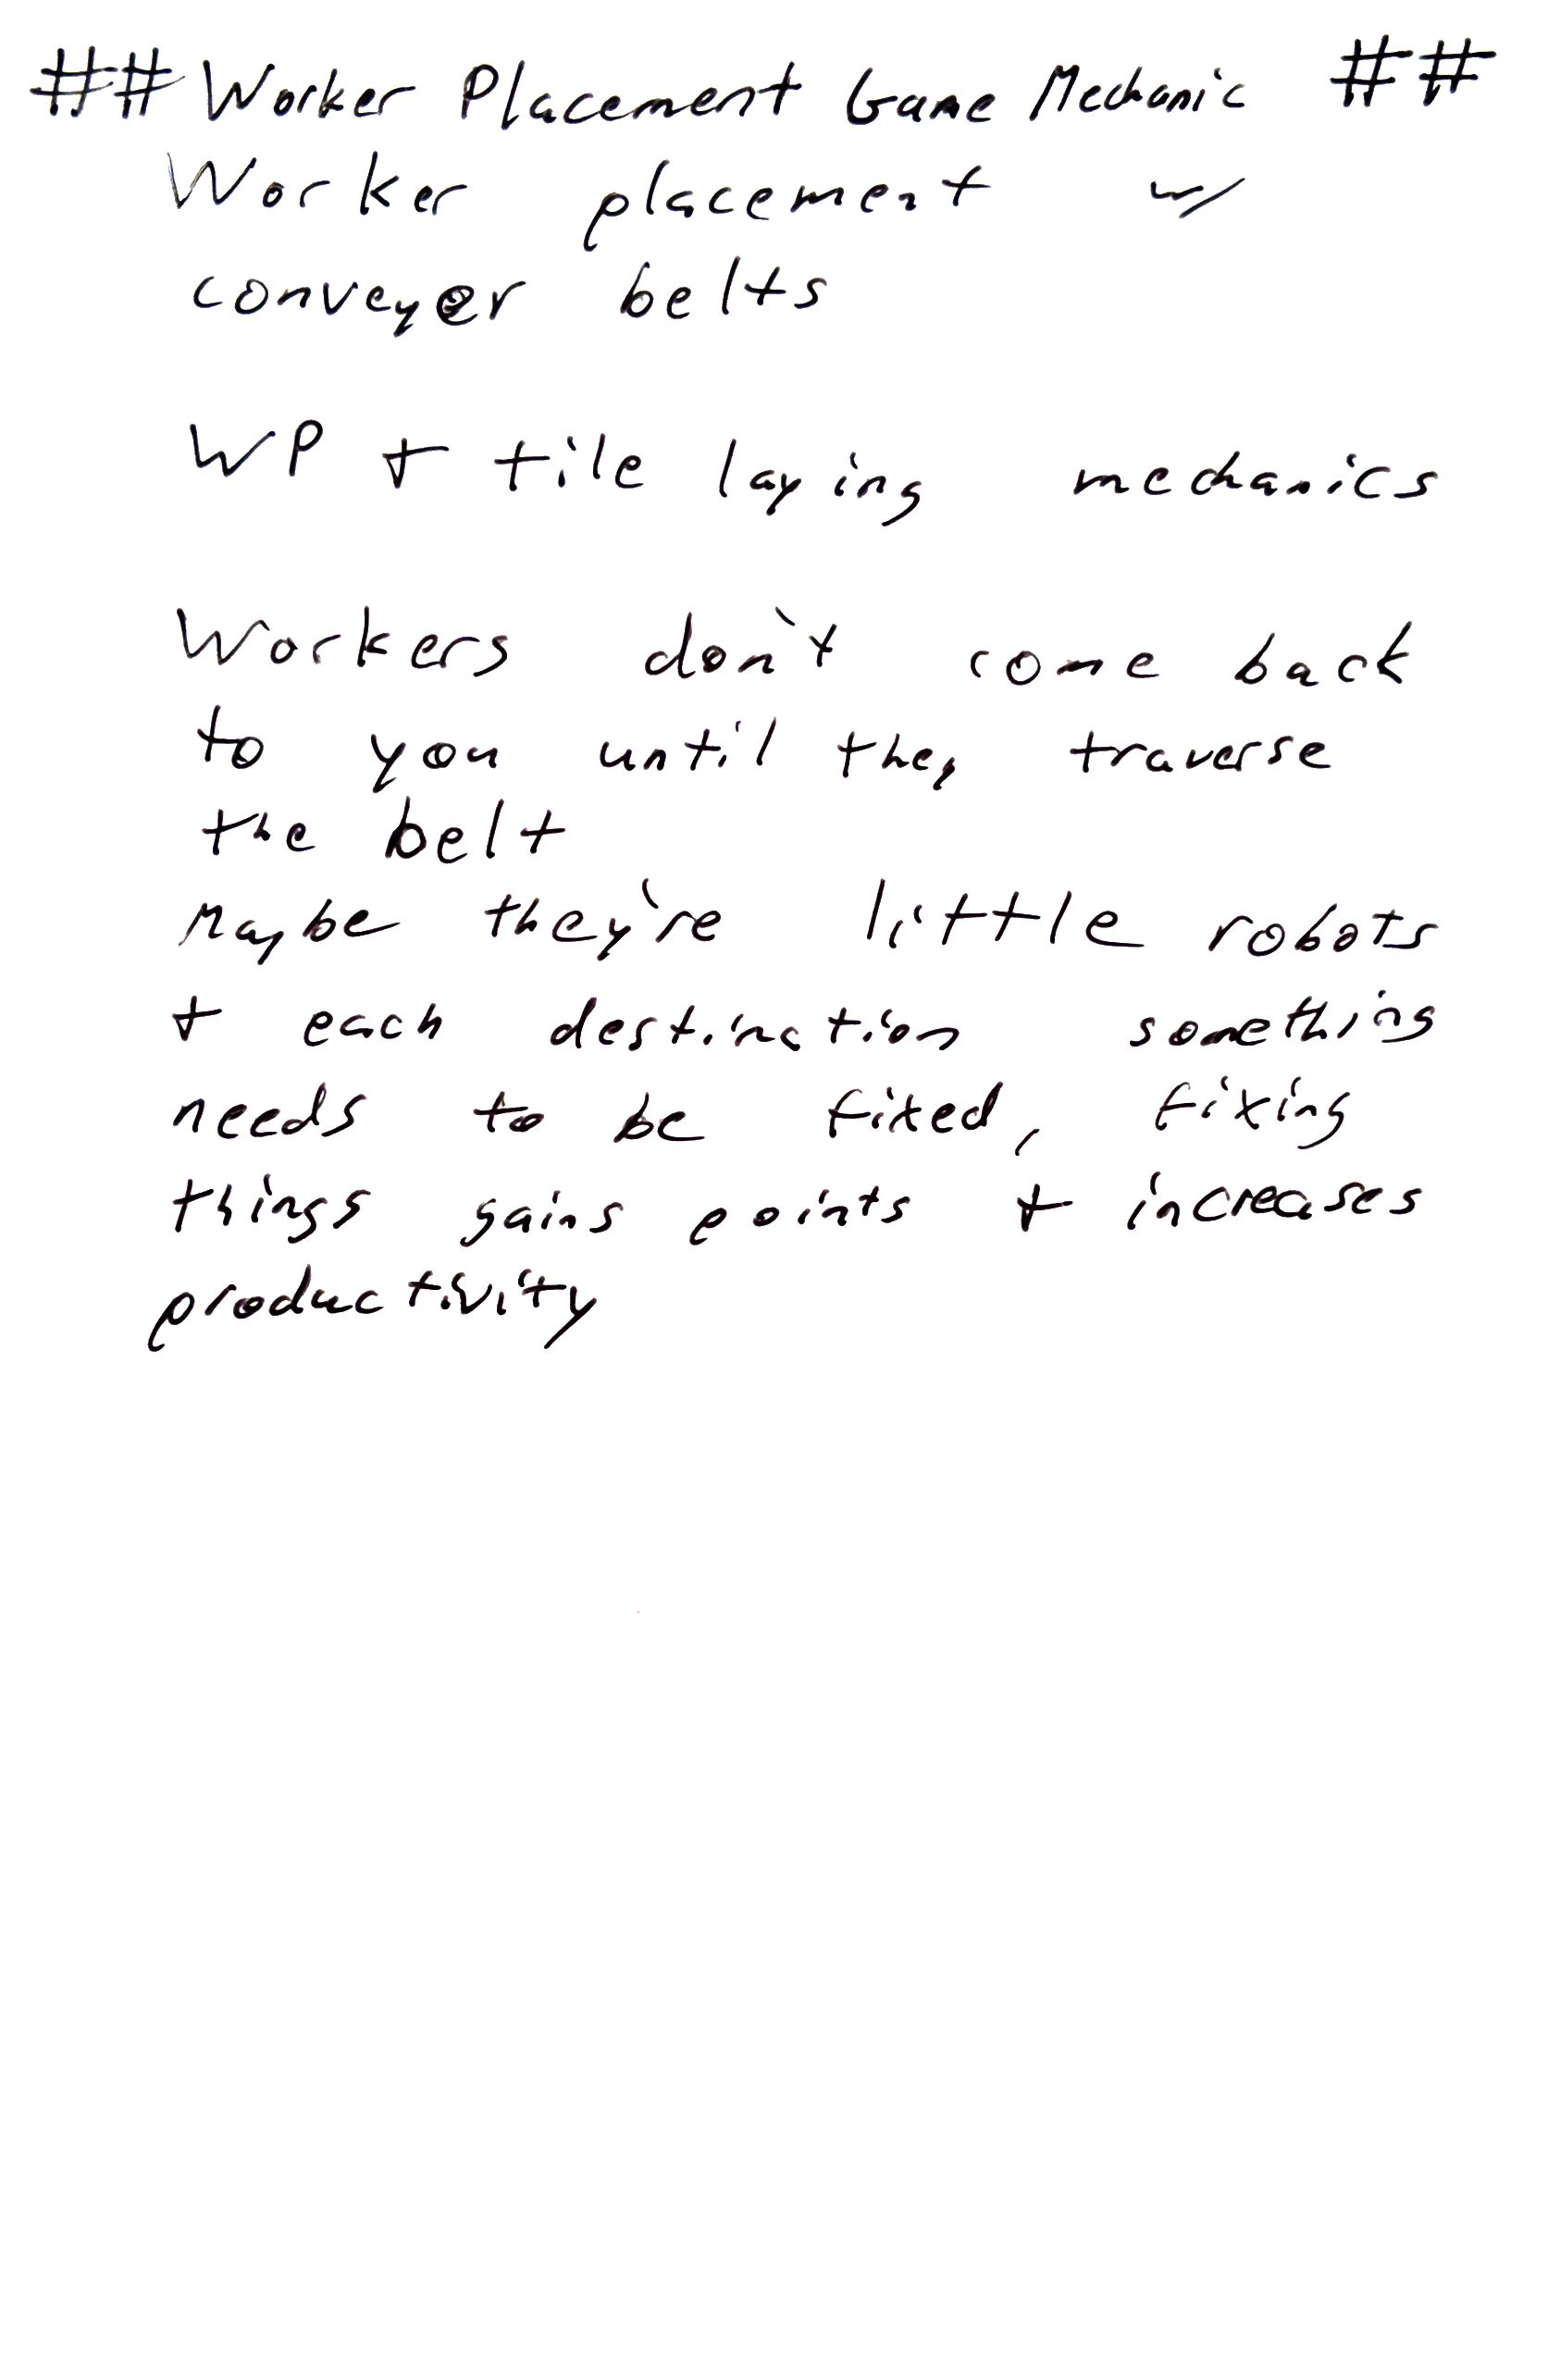 ## Worker Placement Game Mechanic ##
Worker placement w/
conveyer belts
WP + tile laying mechanics
Workers don't come back
to you until they traverse
the belt
Maybe they're little robots
+ each destination something
needs to be fixed, fixing
things gains points + increases
productivity